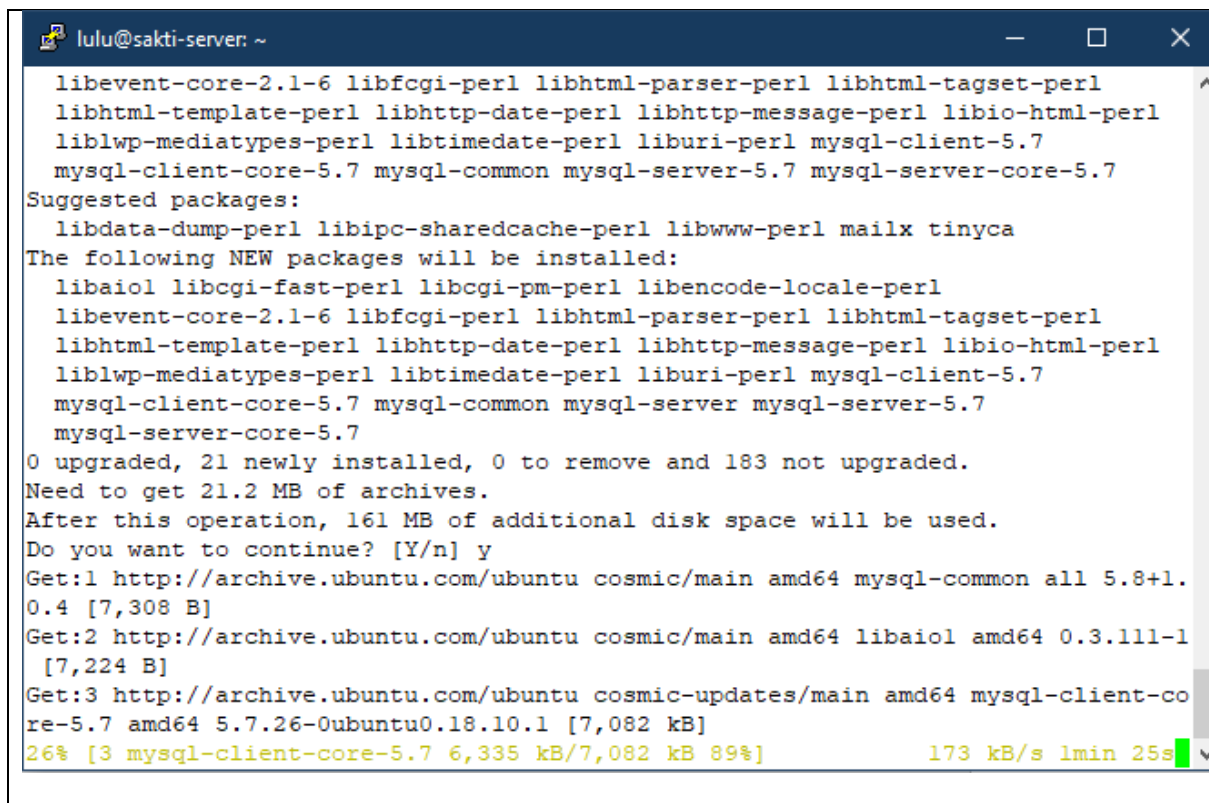 lulu@sakti-server: ~
  libevent-core-2.1-6 libfcgi-perl libhtml-parser-perl libhtml-tagset-perl
  libhtml-template-perl libhttp-date-perl libhttp-message-perl libio-html-perl
  liblwp-mediatypes-perl libtimedate-perl liburi-perl mysql-client-5.7
  mysql-client-core-5.7 mysql-common mysql-server-5.7 mysql-server-core-5.7
Suggested packages:
  libdata-dump-perl libipc-sharedcache-perl libwww-perl mailx tinyca
The following NEW packages will be installed:
  libaio1 libcgi-fast-perl libcgi-pm-perl libencode-locale-perl
  libevent-core-2.1-6 libfcgi-perl libhtml-parser-perl libhtml-tagset-perl
  libhtml-template-perl libhttp-date-perl libhttp-message-perl libio-html-perl
  liblwp-mediatypes-perl libtimedate-perl liburi-perl mysql-client-5.7
  mysql-client-core-5.7 mysql-common mysql-server mysql-server-5.7
  mysql-server-core-5.7
0 upgraded, 21 newly installed, 0 to remove and 183 not upgraded.
Need to get 21.2 MB of archives.
After this operation, 161 MB of additional disk space will be used.
Do you want to continue? [Y/n] y
Get:1 http://archive.ubuntu.com/ubuntu cosmic/main amd64 mysql-common all 5.8+1.
0.4 [7,308 B]
Get:2 http://archive.ubuntu.com/ubuntu cosmic/main amd64 libaio1 amd64 0.3.111-1
 [7,224 B]
Get:3 http://archive.ubuntu.com/ubuntu cosmic-updates/main amd64 mysql-client-co
re-5.7 amd64 5.7.26-0ubuntu0.18.10.1 [7,082 kB]
26% [3 mysql-client-core-5.7 6,335 kB/7,082 kB 89%]           173 kB/s 1min 25s